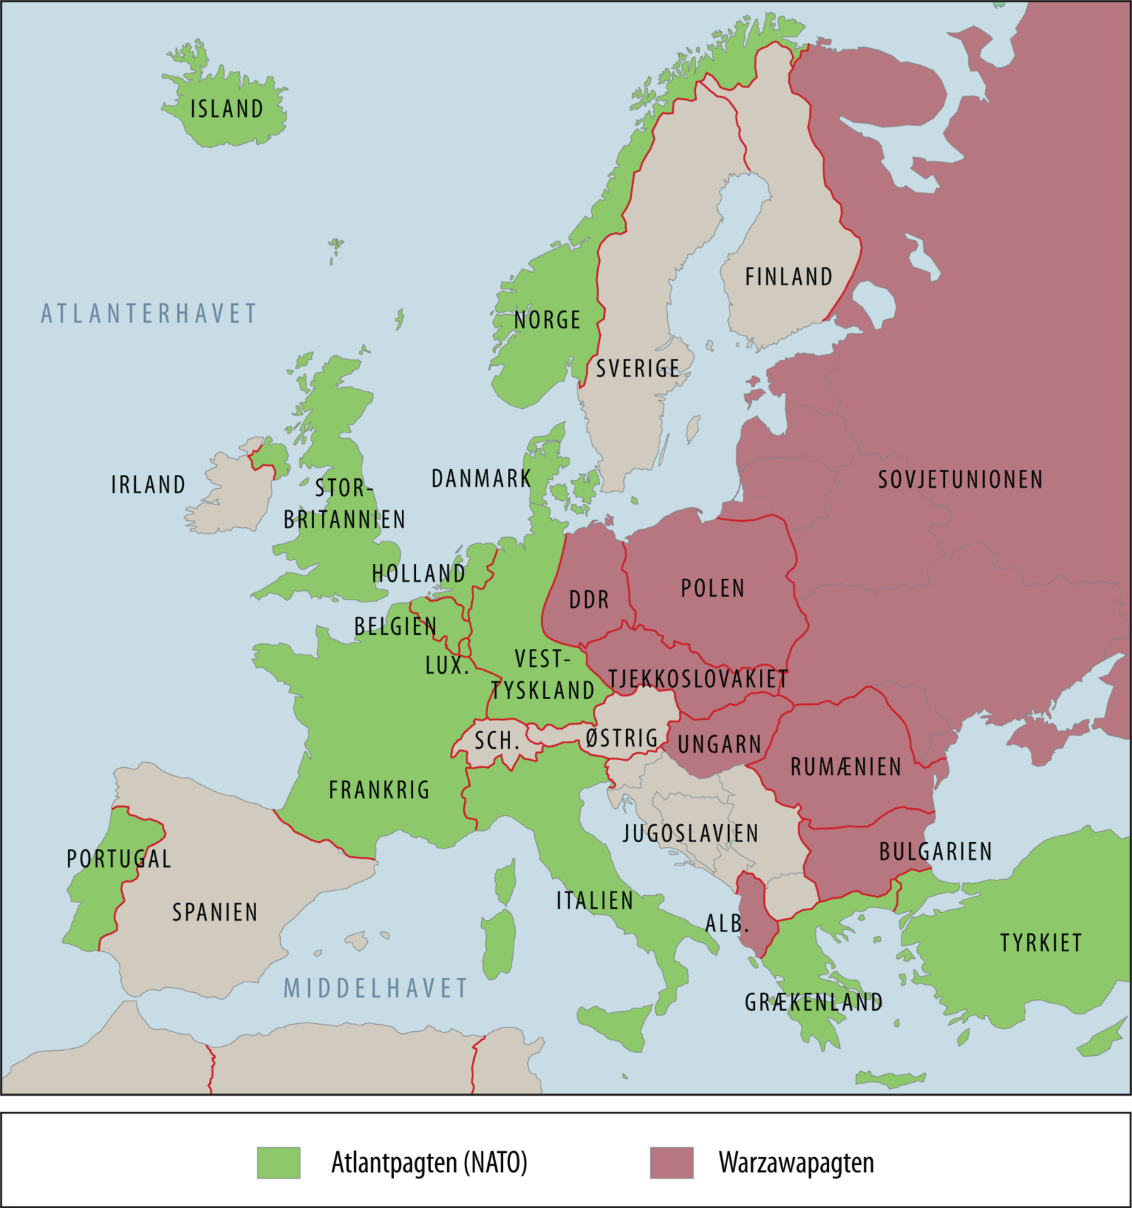 ISLAND
ATLANTERHAVET
NORGE
FINLAND
SVERIGE
IRLAND
STOR-
BRITANNIEN
DANMARK
SOVJETUNIONEN
HOLLAND
BELGIEN
LUX.
DDR
POLEN
VEST-
TYSKLAND
TJEKKOSLOVAKIET
SCH.
ØSTRIG
UNGARN
RUMÆNIEN
FRANKRIG
JUGOSLAVIEN
BULGARIEN
PORTUGAL
SPANIEN
ITALIEN
ALB.
TYRKIET
MIDDELHAVET
GRÆKENLAND
Atlantpagten (NATO)
Warzawapagten